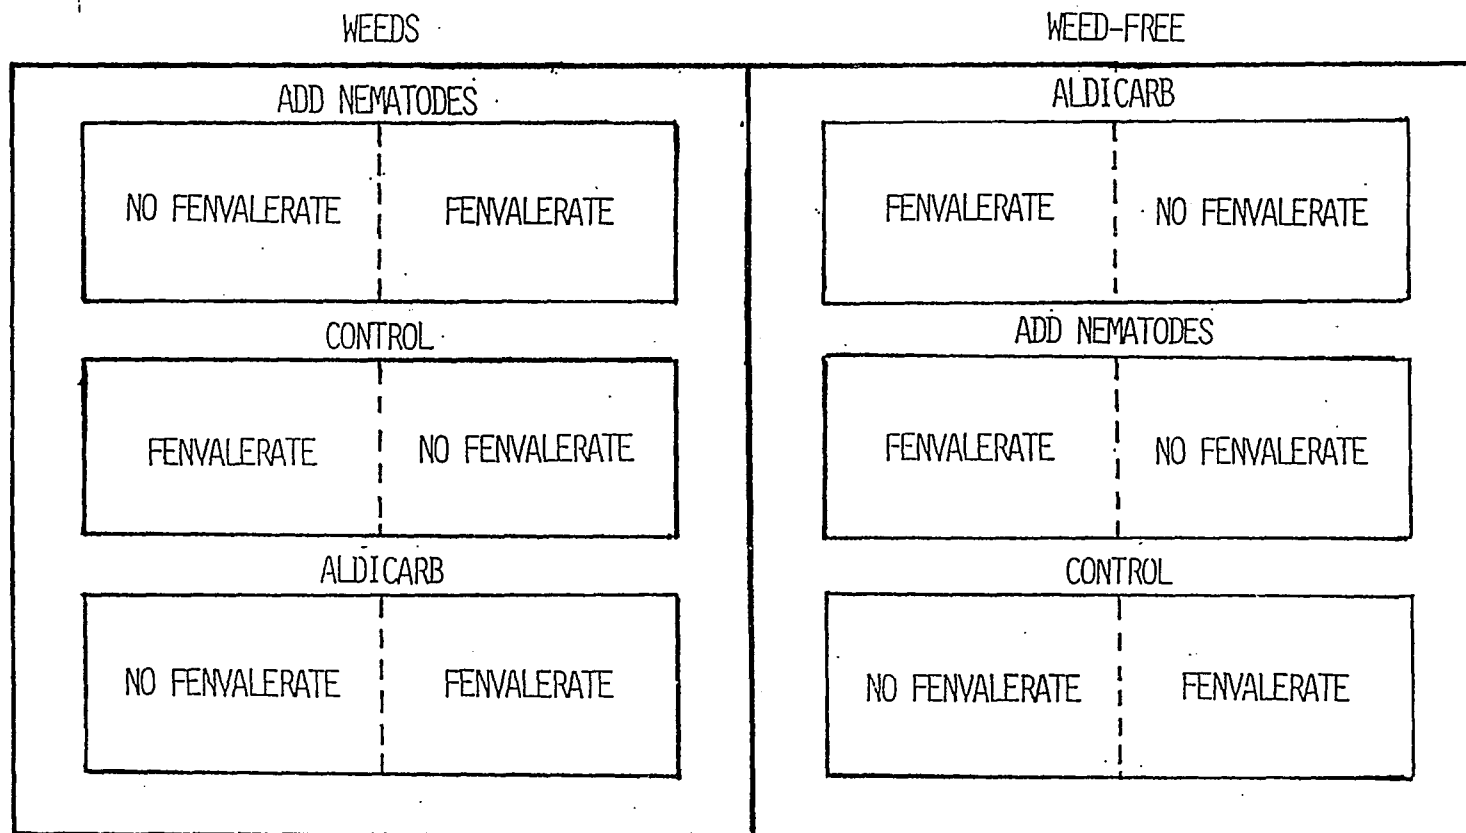 WEEDS
ADD NEMATODES
NO FENVALERATE
FENVALERATE
CONTROL
FENVALERATE
NO FENVALERATE
ALDICARB
NO FENVALERATE
FENVALERATE
WEED-FREE
ALDICARB
FENVALERATE
NO FENVALERATE
ADD NEMATODES
FENVALERATE
NO FENVALERATE
CONTROL
NO FENVALERATE
FENVALERATE